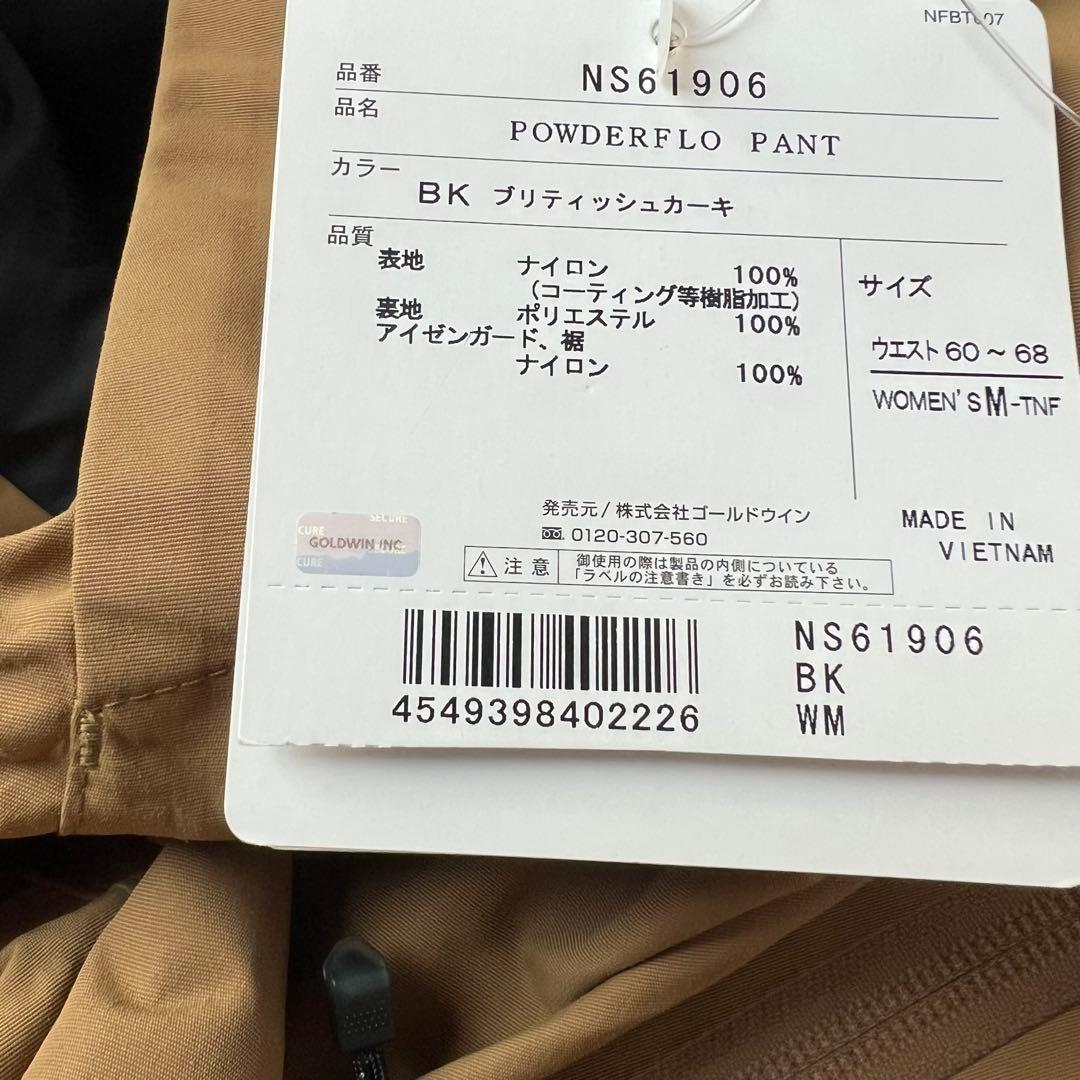 品番 NS61906
品名 POWDERFLO PANT
カラー BK ブリティッシュカーキ
品質
表地 ナイロン 100%
(コーティング等樹脂加工)
裏地 ポリエステル 100%
アイゼンガード、裾
ナイロン 100%
サイズ
ウエスト 60 ~ 68
WOMEN'S M-TNF
発売元/株式会社ゴールドウイン
0120-307-560
注意 御使用の際は製品の内側についている
「ラベルの注意書き」を必ずお読み下さい。
MADE IN
VIETNAM
SECURE
CURE
GOLDWIN INC
CURE
4549398402226
NS61906
BK
WM